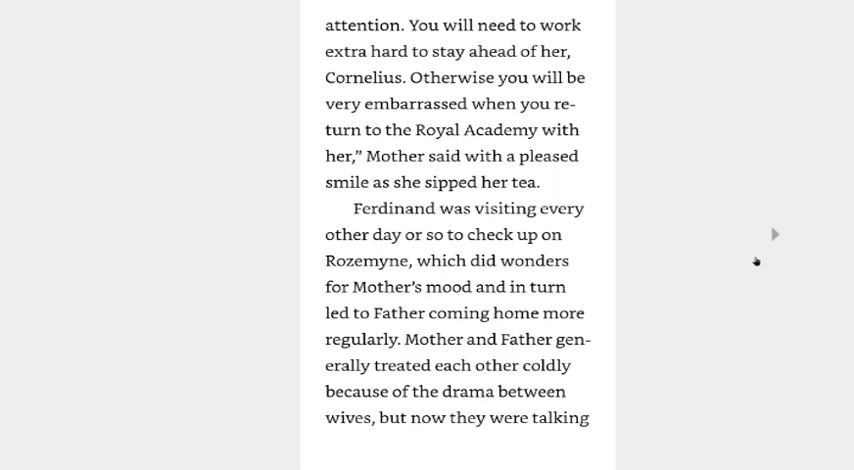 attention. You will need to work
extra hard to stay ahead of her,
Cornelius. Otherwise you will be
very embarrassed when you re-
turn to the Royal Academy with
her,” Mother said with a pleased
smile as she sipped her tea.
Ferdinand was visiting every
other day or so to check up on
Rozemyne, which did wonders
for Mother’s mood and in turn
led to Father coming home more
regularly. Mother and Father gen-
erally treated each other coldly
because of the drama between
wives, but now they were talking